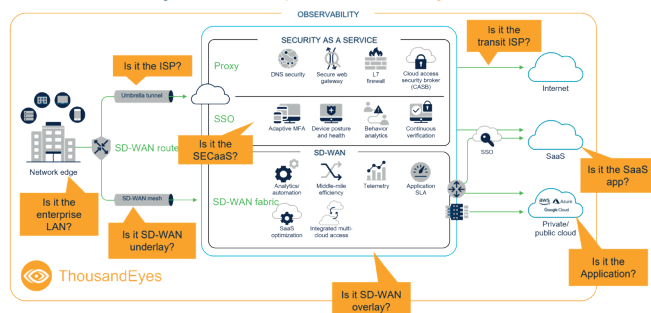 OBSERVABILITY
SECURITY AS A SERVICE
Is it the ISP?
Is it the
transit ISP?
Proxy
DNS security
Secure web
gateway
L7
firewall
Cloud access
security broker
(CASB)
Internet
Umbrella tunnel
SSO
Adaptive MFA
Device posture
and health
Behavior
analytics
Continuous
verification
SD-WAN route
Is it the
SECaaS?
SSO
SaaS
Network edge
SD-WAN
Is it the SaaS
app?
Is it the
enterprise
LAN?
SD-WAN mesh
SD-WAN fabric
Analytics/
automation
Middle-mile
efficiency
Telemetry
Application
SLA
aws
Azure
Google Cloud
Is it SD-WAN
underlay?
SaaS
optimization
Integrated multi-
cloud access
Private/
public cloud
Is it the
Application?
ThousandEyes
Is it SD-WAN
overlay?